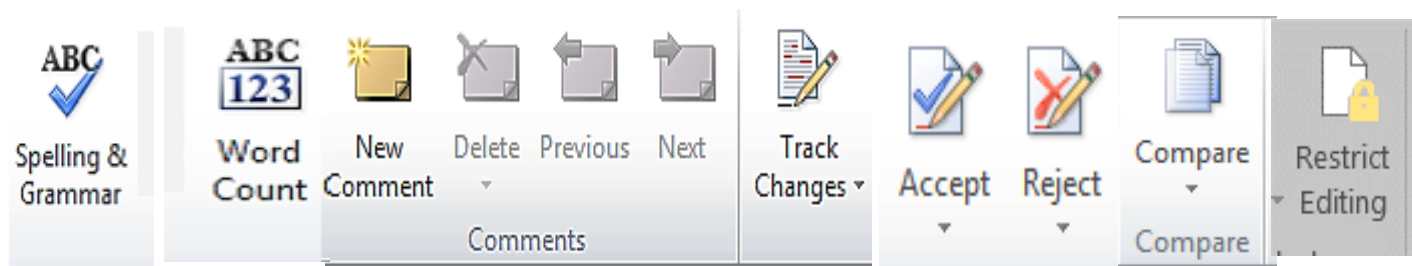 ABC
Spelling &
Grammar
ABC
123
Word
Count
New
Comment
Delete
Previous
Next
Comments
Track
Changes
Accept
Reject
Compare
Compare
Restrict
Editing